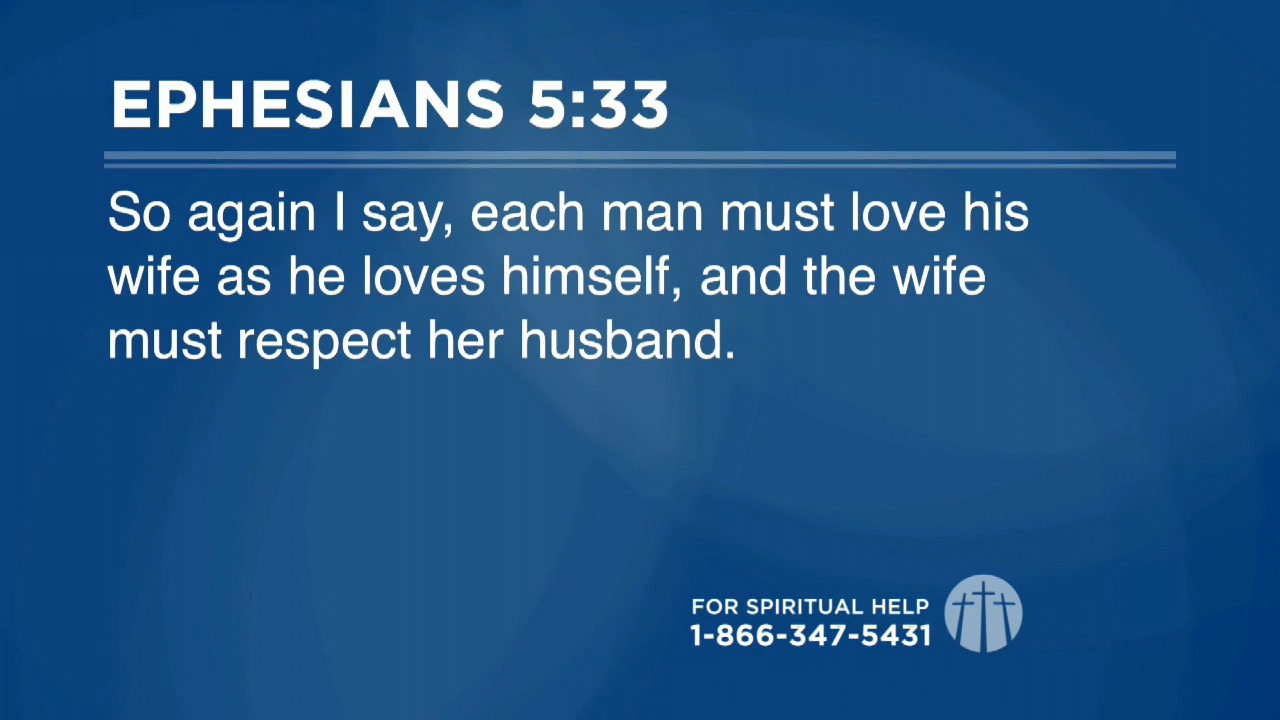 EPHESIANS 5:33
So again I say, each man must love his
wife as he loves himself, and the wife
must respect her husband.
FOR SPIRITUAL HELP
1-866-347-5431